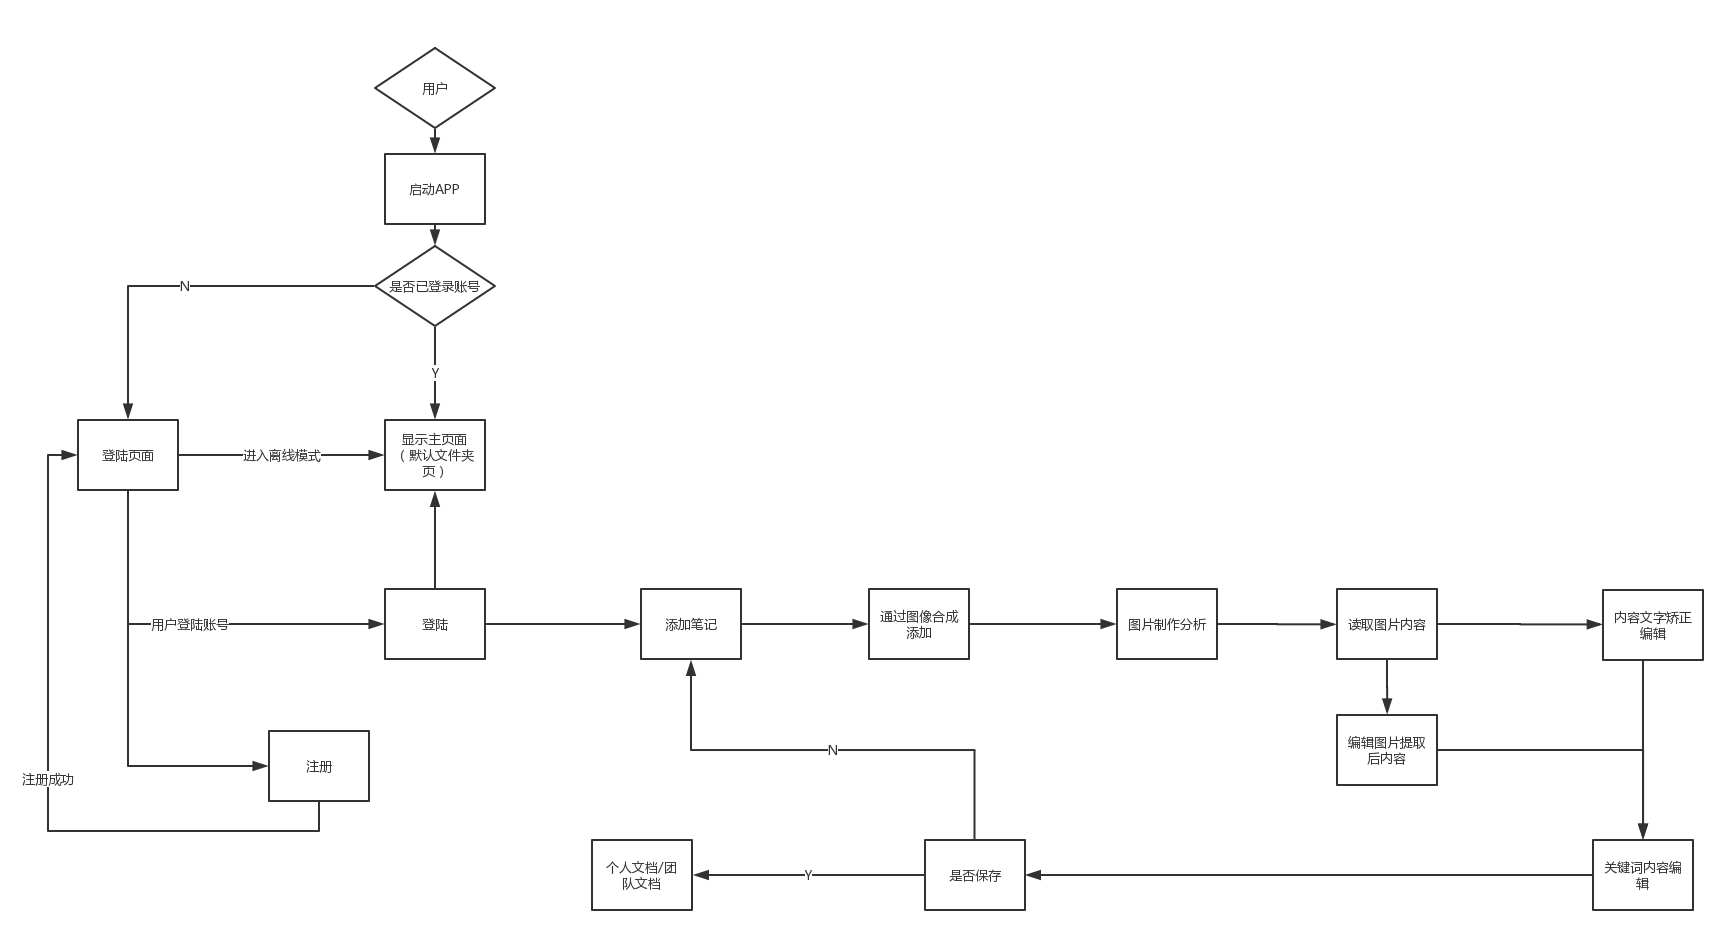 用户
启动APP
是否已登录账号
N
Y
登陆页面
进入离线模式
显示主页面
（默认文件夹
页）
用户登陆账号
登陆
添加笔记
通过图像合成
添加
图片制作分析
读取图片内容
内容文字矫正
编辑
编辑图片提取
后内容
注册
注册成功
N
个人文档/团
队文档
Y
是否保存
关键词内容编
辑